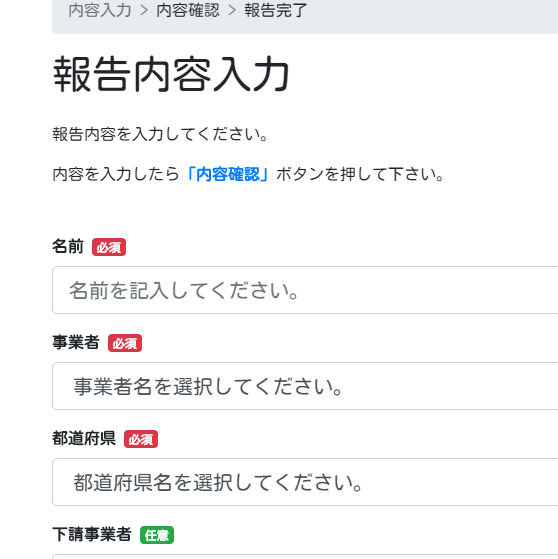 内容入力 > 内容確認 > 報告完了
報告内容入力
報告内容を入力してください。
内容を入力したら「内容確認」ボタンを押して下さい。
名前 必須
名前を記入してください。
事業者 必須
事業者名を選択してください。
都道府県 必須
都道府県名を選択してください。
下請事業者 任意